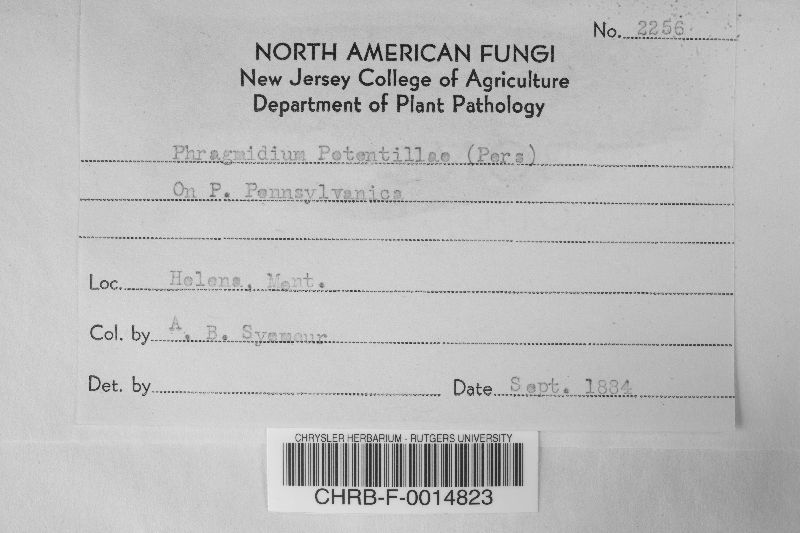 No. 2256
NORTH AMERICAN FUNGI
New Jersey College of Agriculture
Department of Plant Pathology
Phragmidium Potentillae (Pers)
On P. Pennsylvanica
Loc. Helena, Mont.
Col. by A. B. Syemour
Det. by
Date Sept. 1884
CHRYSLER HERBARIUM - RUTGERS UNIVERSITY
CHRB-F-0014823